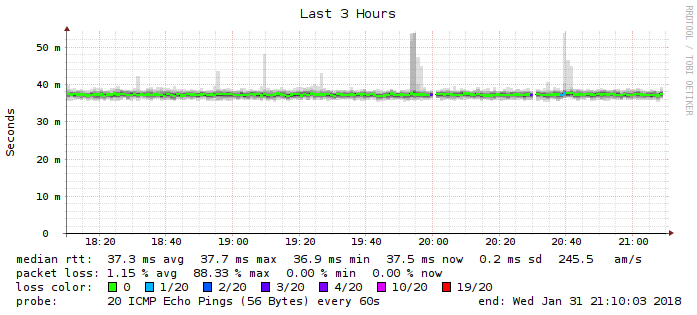 Last 3 Hours
RRDTOOL / TOBI OETIKER
Seconds
50 m
40 m
30 m
20 m
10 m
0
18:20 18:40 19:00 19:20 19:40 20:00 20:20 20:40 21:00
median rtt: 37.3 ms avg 37.7 ms max 36.9 ms min 37.5 ms now 0.2 ms sd 245.5 am/s
packet loss: 1.15 % avg 88.33 % max 0.00 % min 0.00 % now
loss color: 0 1/20 2/20 3/20 4/20 10/20 19/20
probe: 20 ICMP Echo Pings (56 Bytes) every 60s end: Wed Jan 31 21:10:03 2018